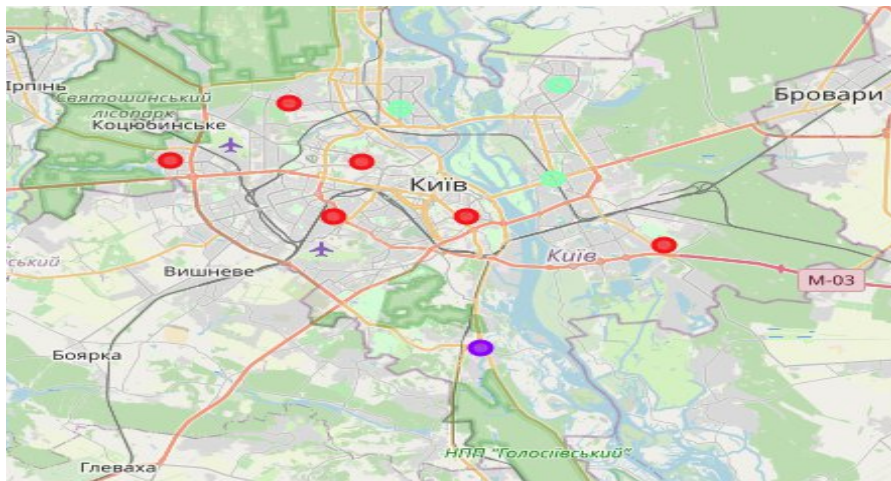 Ірпінь
Святошинський
лісопарк
Коцюбинське
Бровари
Київ
Київ
Вишневе
М-03
Боярка
НПП "Голосіївський"
Глеваха